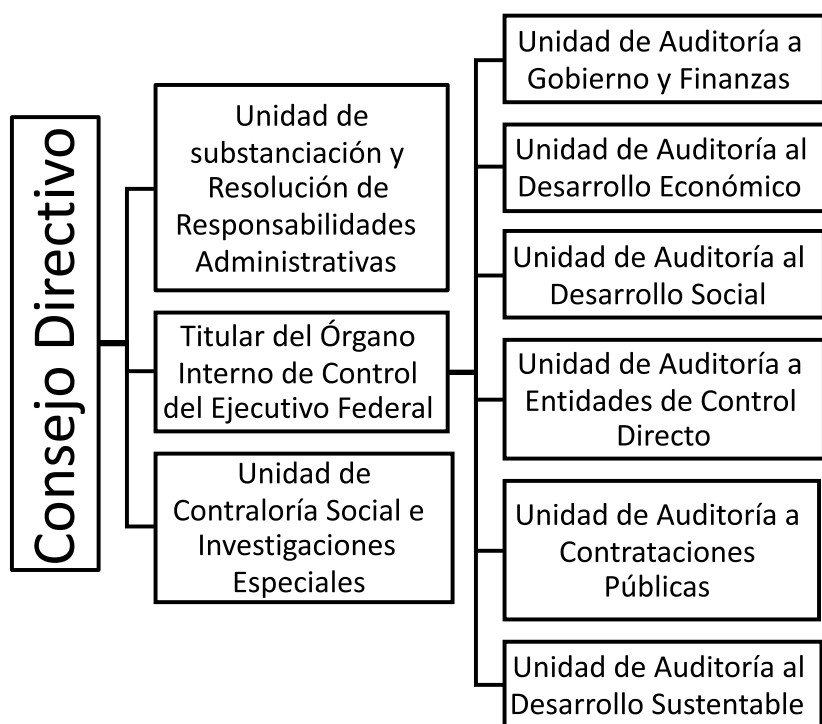 Consejo Directivo
Unidad de
substanciación y
Resolución de
Responsabilidades
Administrativas
Titular del Órgano
Interno de Control
del Ejecutivo Federal
Unidad de
Contraloría Social e
Investigaciones
Especiales
Unidad de Auditoría a
Gobierno y Finanzas
Unidad de Auditoría al
Desarrollo Económico
Unidad de Auditoría al
Desarrollo Social
Unidad de Auditoría a
Entidades de Control
Directo
Unidad de Auditoría a
Contrataciones
Públicas
Unidad de Auditoría al
Desarrollo Sustentable